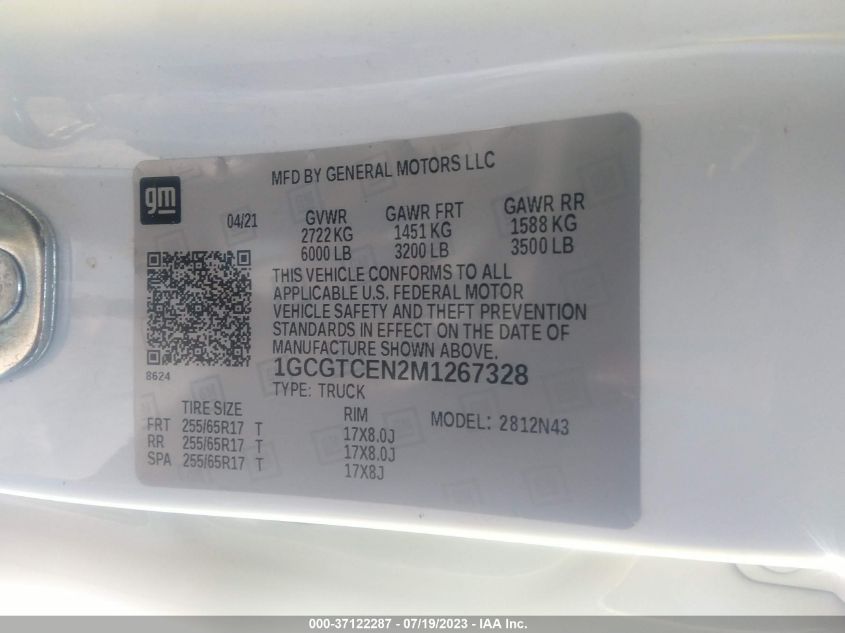 MFD BY GENERAL MOTORS LLC
gm
04/21 GVWR GAWR FRT GAWR RR
2722 KG 1451 KG 1588 KG
6000 LB 3200 LB 3500 LB
THIS VEHICLE CONFORMS TO ALL
APPLICABLE U.S. FEDERAL MOTOR
VEHICLE SAFETY AND THEFT PREVENTION
STANDARDS IN EFFECT ON THE DATE OF
MANUFACTURE SHOWN ABOVE.
8624
1GCGTCEN2M1267328
TYPE: TRUCK
TIRE SIZE RIM MODEL: 2812N43
FRT 255/65R17 T 17X8.0J
RR 255/65R17 T 17X8.0J
SPA 255/65R17 T 17X8J
000-37122287 - 07/19/2023 - IAA Inc.